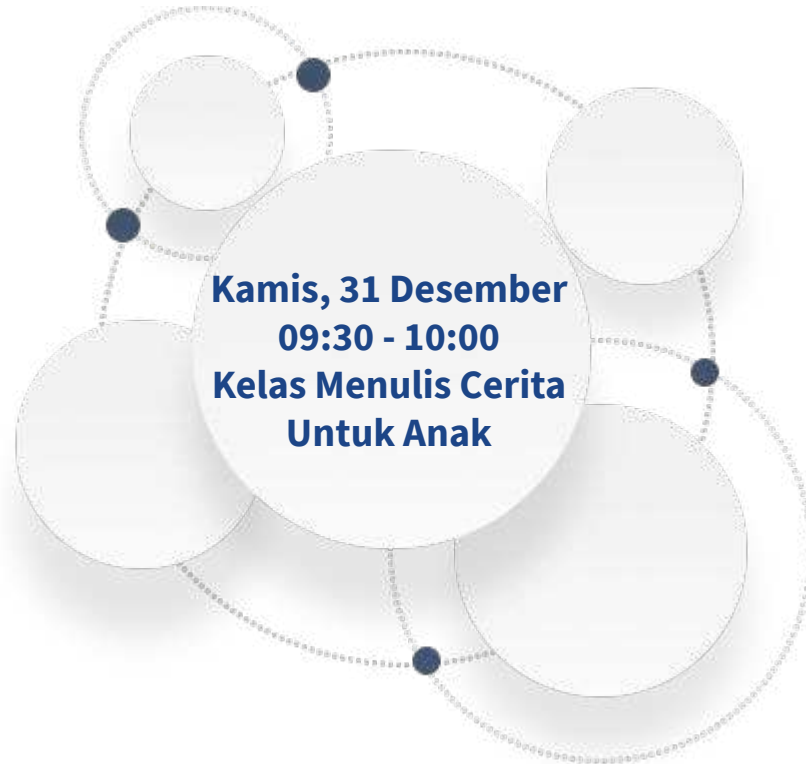 Kamis, 31 Desember
09:30 - 10:00
Kelas Menulis Cerita
Untuk Anak